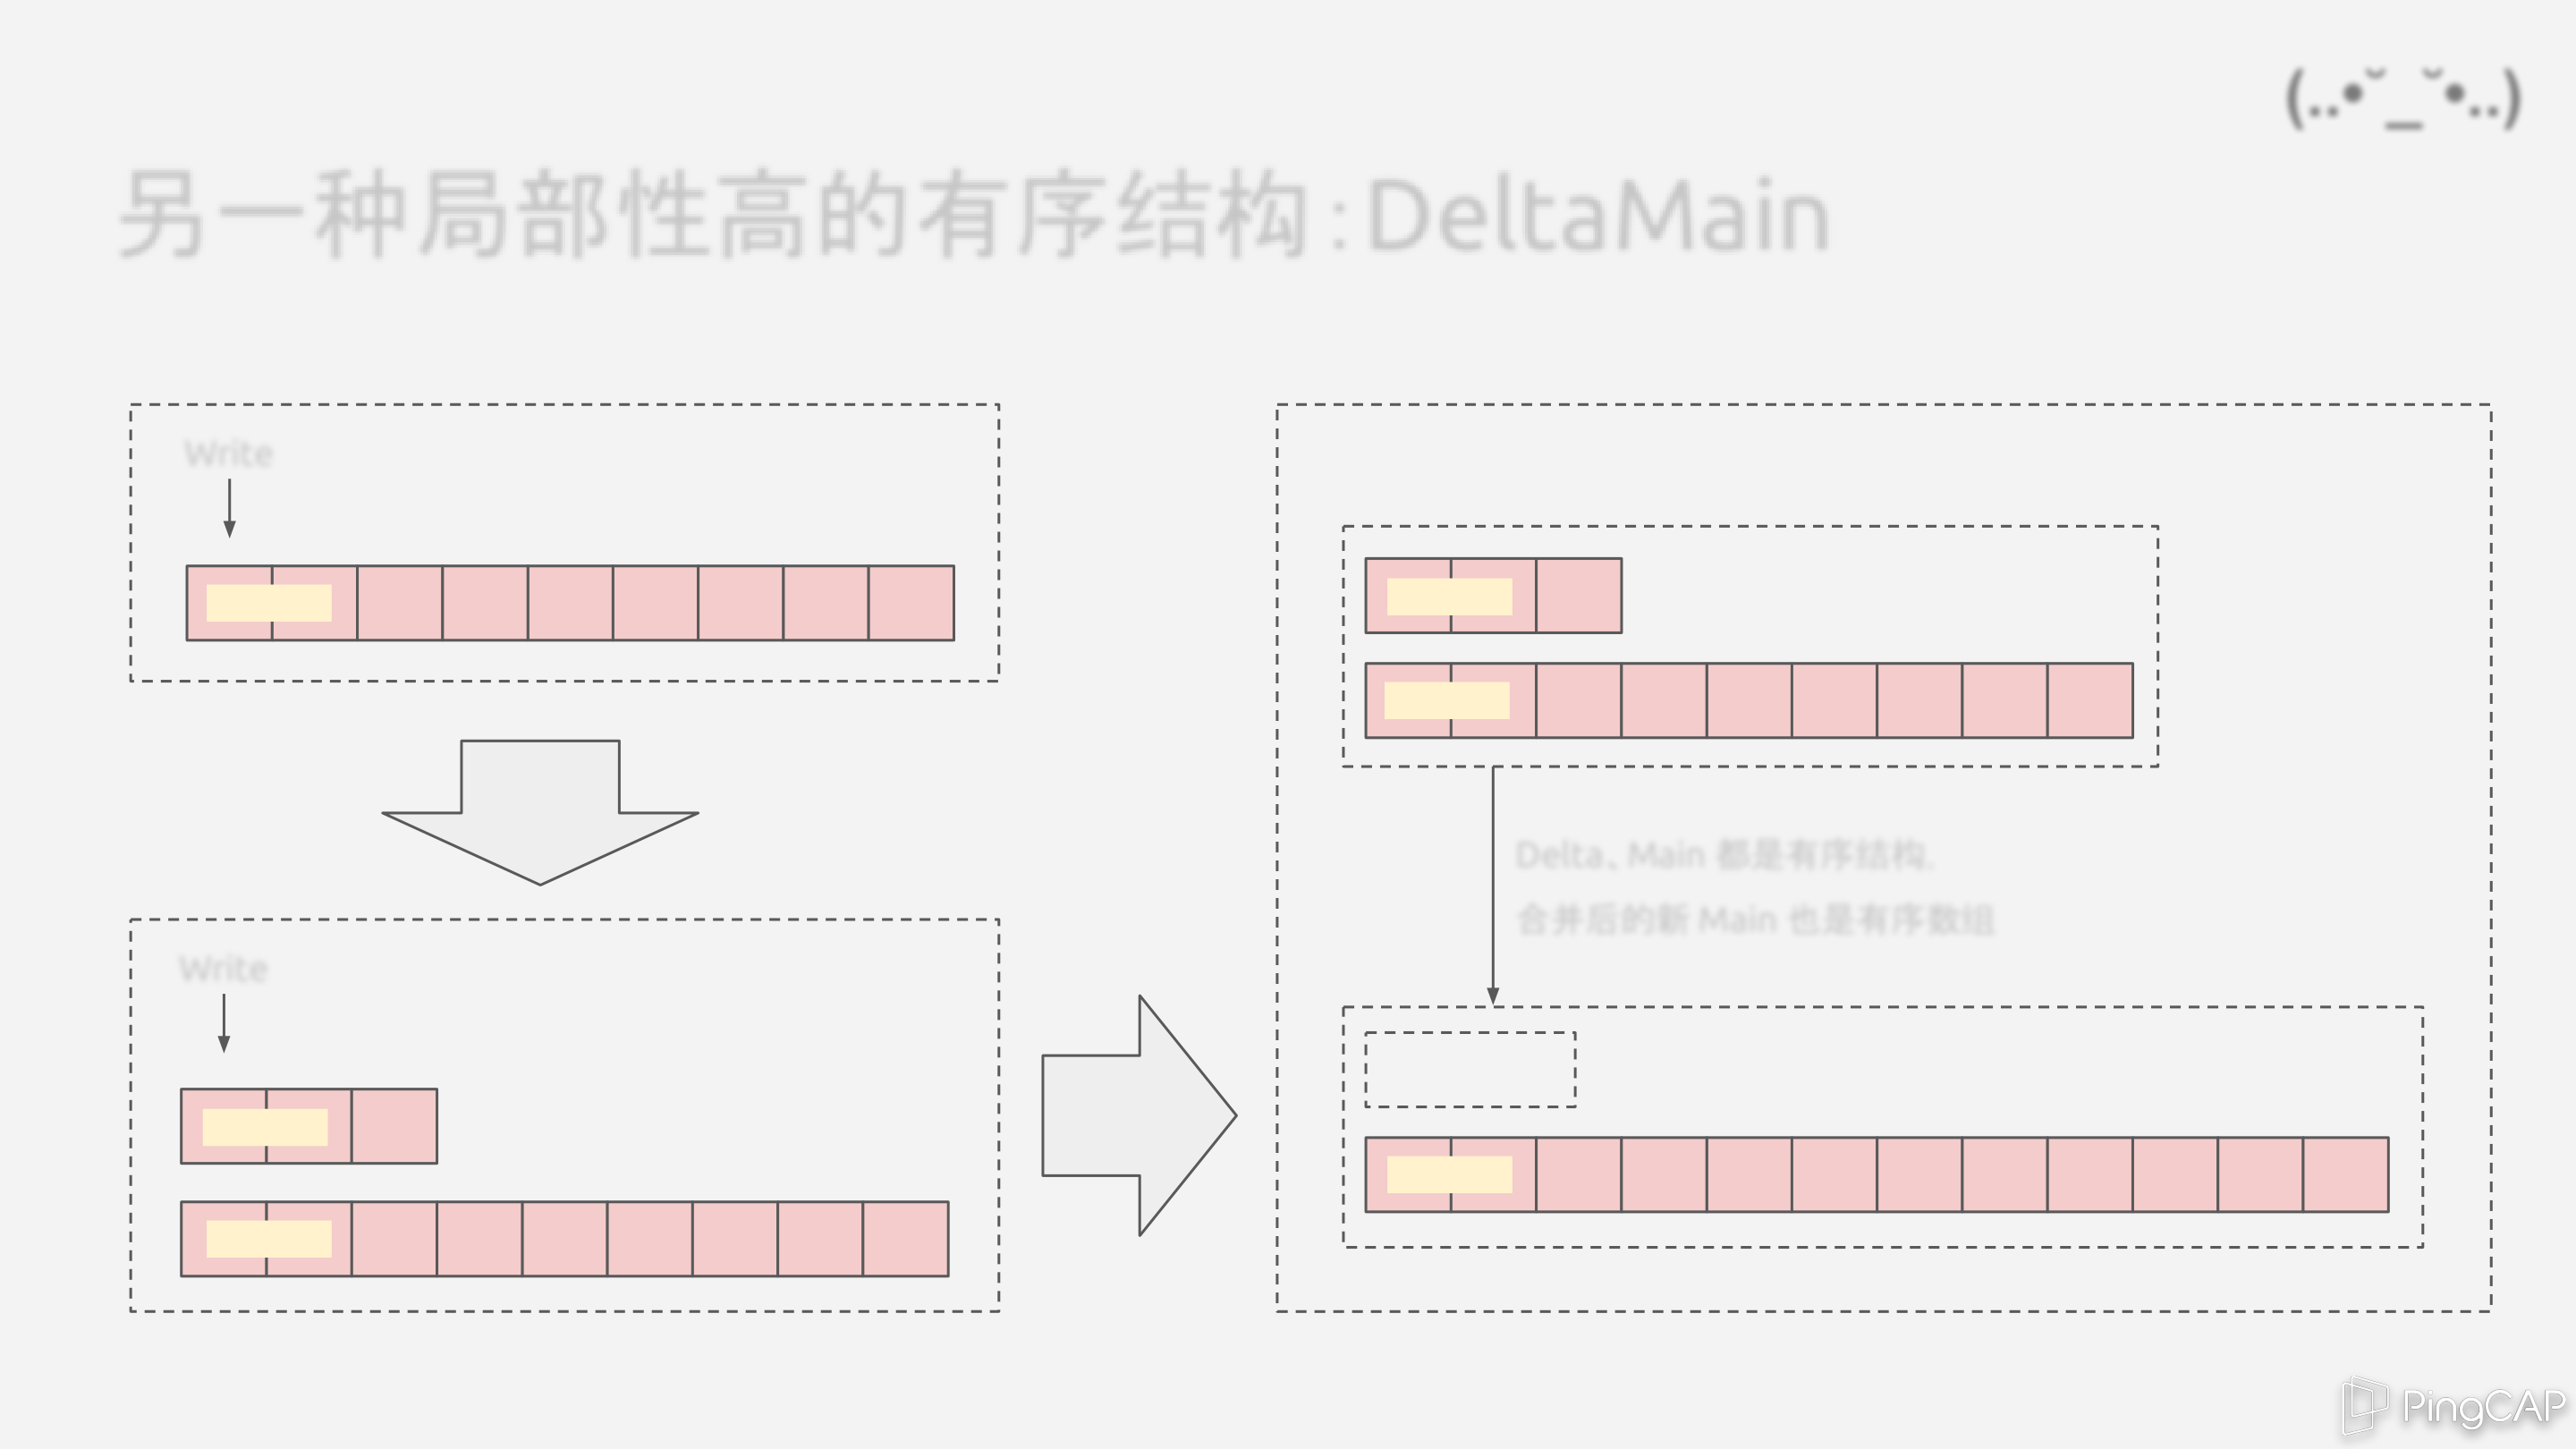 (..•˘_˘•..)
另一种局部性高的有序结构：DeltaMain
Write
Write
Delta、Main 都是有序结构.
合并后的新 Main 也是有序数组
PingCAP